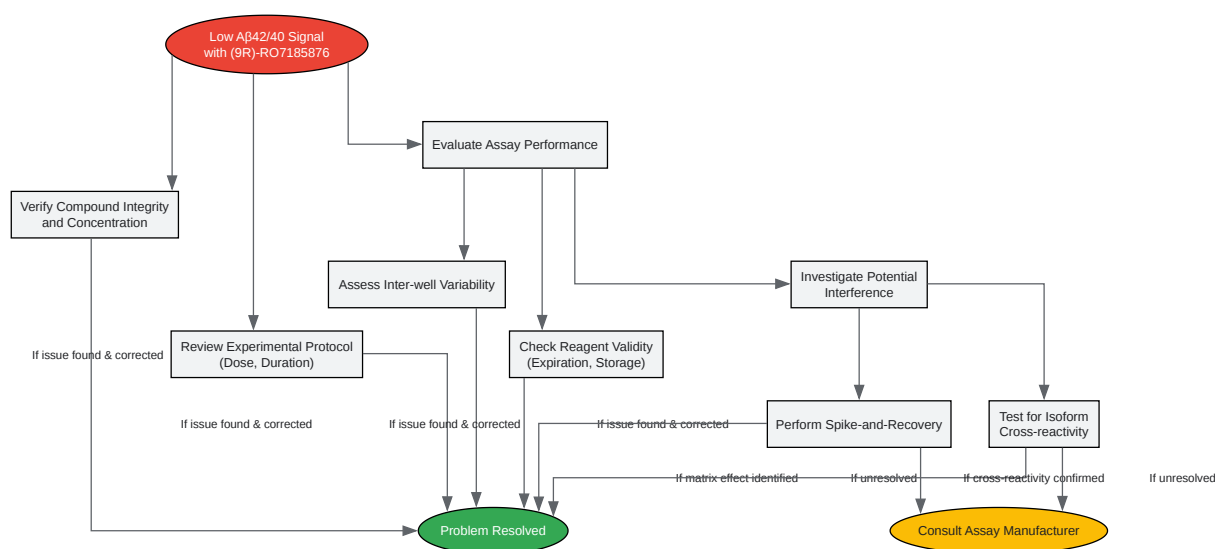 Low Aβ42/40 Signal
with (9R)-RO7185876
Evaluate Assay Performance
Verify Compound Integrity
and Concentration
Assess Inter-well Variability
Investigate Potential
Interference
Review Experimental Protocol
(Dose, Duration)
Check Reagent Validity
(Expiration, Storage)
If issue found & corrected
Perform Spike-and-Recovery
Test for Isoform
Cross-reactivity
If issue found & corrected
If issue found & corrected
If issue found & corrected
If matrix effect identified
If unresolved
If cross-reactivity confirmed
If unresolved
Problem Resolved
Consult Assay Manufacturer